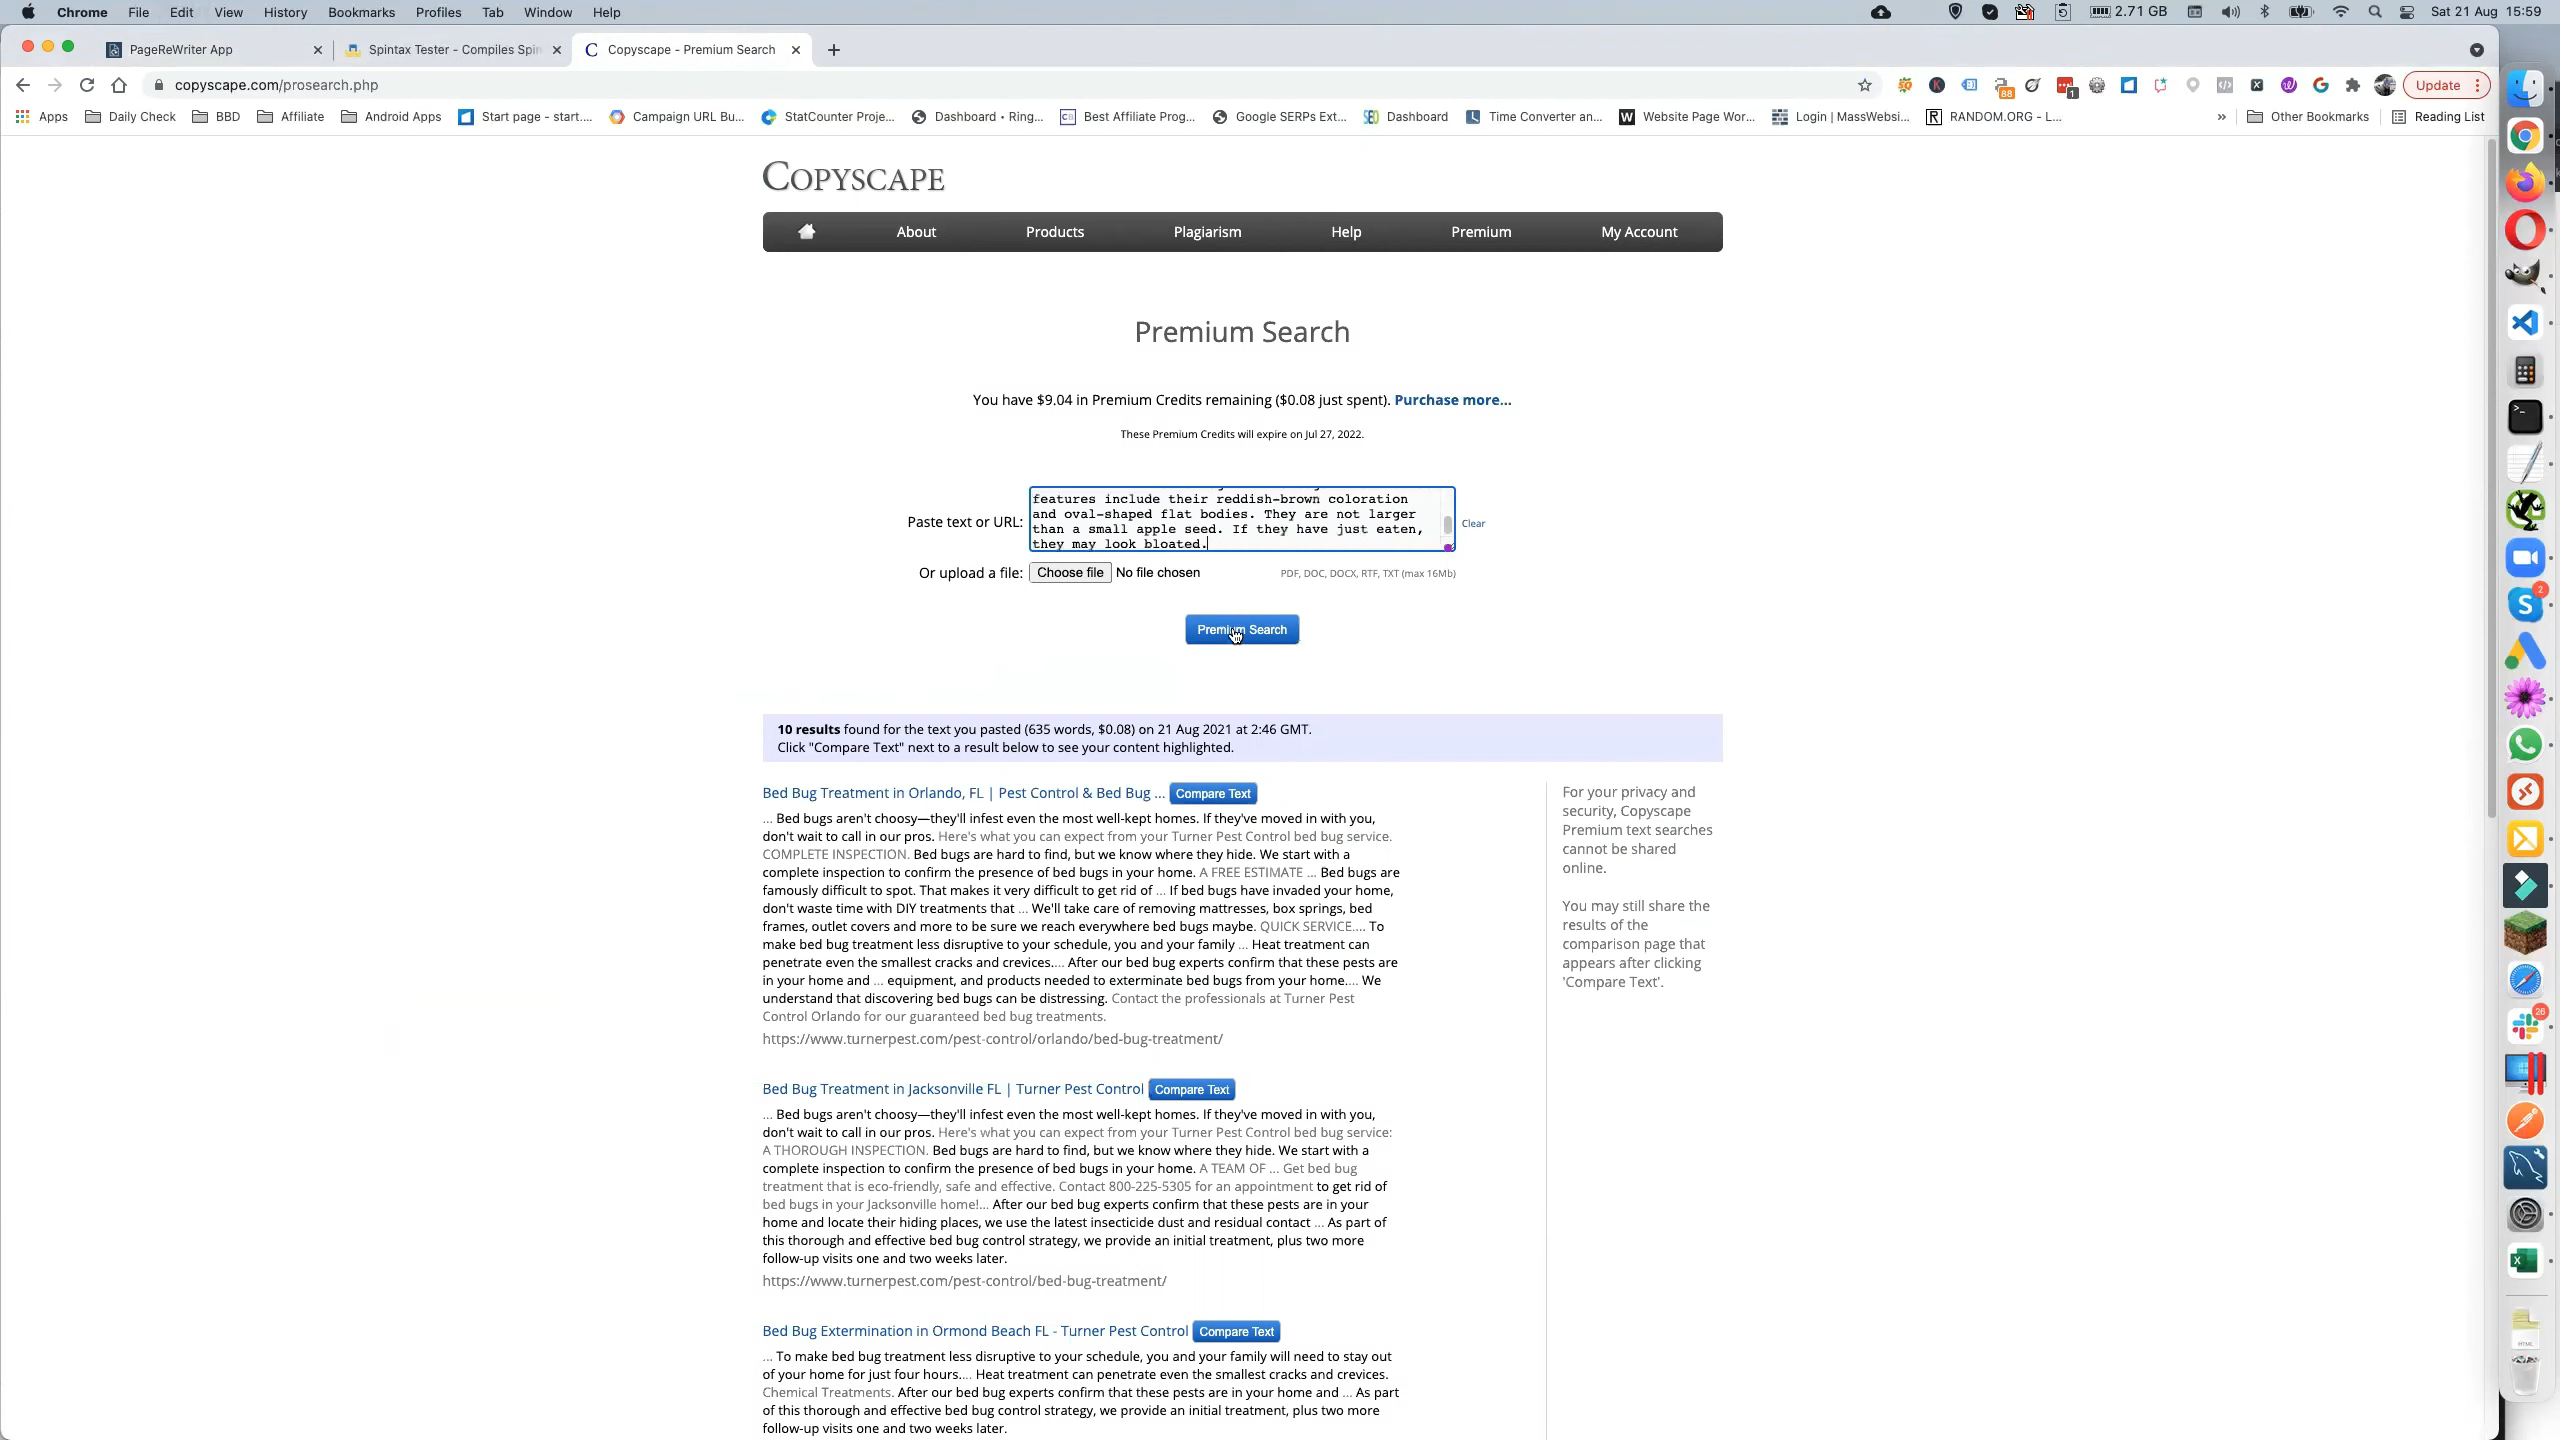 Chrome File Edit View History Bookmarks Profiles Tab Window Help 2.71 GB Sat 21 Aug 15:59
PageReWriter App Spintax Tester - Compiles Spin Copyscape - Premium Search
copyscape.com/prosearch.php 88 1 Update
Apps Daily Check BBD Affiliate Android Apps Start page - start.... Campaign URL Bu... StatCounter Proje... Dashboard • Ring... Best Affiliate Prog... Google SERPs Ext... Dashboard Time Converter an... Website Page Wor... Login | MassWebsi... RANDOM.ORG - L... » Other Bookmarks Reading List
COPYSCAPE
About Products Plagiarism Help Premium My Account
Premium Search
You have $9.04 in Premium Credits remaining ($0.08 just spent). Purchase more...
These Premium Credits will expire on Jul 27, 2022.
features include their reddish-brown coloration
and oval-shaped flat bodies. They are not larger
Paste text or URL: than a small apple seed. If they have just eaten, Clear
they may look bloated.
Or upload a file: Choose file No file chosen PDF, DOC, DOCX, RTF, TXT (max 16Mb)
Premium Search
10 results found for the text you pasted (635 words, $0.08) on 21 Aug 2021 at 2:46 GMT.
Click "Compare Text" next to a result below to see your content highlighted.
Bed Bug Treatment in Orlando, FL | Pest Control & Bed Bug ... Compare Text
... Bed bugs aren't choosy—they'll infest even the most well-kept homes. If they've moved in with you,
don't wait to call in our pros. Here's what you can expect from your Turner Pest Control bed bug service.
COMPLETE INSPECTION. Bed bugs are hard to find, but we know where they hide. We start with a
complete inspection to confirm the presence of bed bugs in your home. A FREE ESTIMATE ... Bed bugs are
famously difficult to spot. That makes it very difficult to get rid of ... If bed bugs have invaded your home,
don't waste time with DIY treatments that ... We'll take care of removing mattresses, box springs, bed
frames, outlet covers and more to be sure we reach everywhere bed bugs maybe. QUICK SERVICE.... To
make bed bug treatment less disruptive to your schedule, you and your family ... Heat treatment can
penetrate even the smallest cracks and crevices.... After our bed bug experts confirm that these pests are
in your home and ... equipment, and products needed to exterminate bed bugs from your home.... We
understand that discovering bed bugs can be distressing. Contact the professionals at Turner Pest
Control Orlando for our guaranteed bed bug treatments.
https://www.turnerpest.com/pest-control/orlando/bed-bug-treatment/
Bed Bug Treatment in Jacksonville FL | Turner Pest Control Compare Text
... Bed bugs aren't choosy—they'll infest even the most well-kept homes. If they've moved in with you,
don't wait to call in our pros. Here's what you can expect from your Turner Pest Control bed bug service:
A THOROUGH INSPECTION. Bed bugs are hard to find, but we know where they hide. We start with a
complete inspection to confirm the presence of bed bugs in your home. A TEAM OF ... Get bed bug
treatment that is eco-friendly, safe and effective. Contact 800-225-5305 for an appointment to get rid of
bed bugs in your Jacksonville home!... After our bed bug experts confirm that these pests are in your
home and locate their hiding places, we use the latest insecticide dust and residual contact ... As part of
this thorough and effective bed bug control strategy, we provide an initial treatment, plus two more
follow-up visits one and two weeks later.
https://www.turnerpest.com/pest-control/bed-bug-treatment/
Bed Bug Extermination in Ormond Beach FL - Turner Pest Control Compare Text
... To make bed bug treatment less disruptive to your schedule, you and your family will need to stay out
of your home for just four hours.... Heat treatment can penetrate even the smallest cracks and crevices.
Chemical Treatments. After our bed bug experts confirm that these pests are in your home and ... As part
of this thorough and effective bed bug control strategy, we provide an initial treatment, plus two more
follow-up visits one and two weeks later.
For your privacy and
security, Copyscape
Premium text searches
cannot be shared
online.
You may still share the
results of the
comparison page that
appears after clicking
'Compare Text'.
2
26